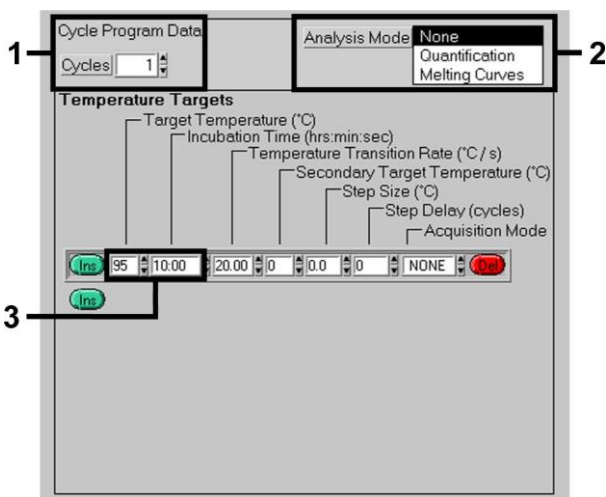 Cycle Program Data
Cycles 1
Analysis Mode None
Quantification
Melting Curves
1
2
Temperature Targets
Target Temperature (°C)
Incubation Time (hrs:min:sec)
Temperature Transition Rate (°C / s)
Secondary Target Temperature (°C)
Step Size (°C)
Step Delay (cycles)
Acquisition Mode
Ins 95 10:00 20.00 0 0.0 0 NONE Del
Ins
3